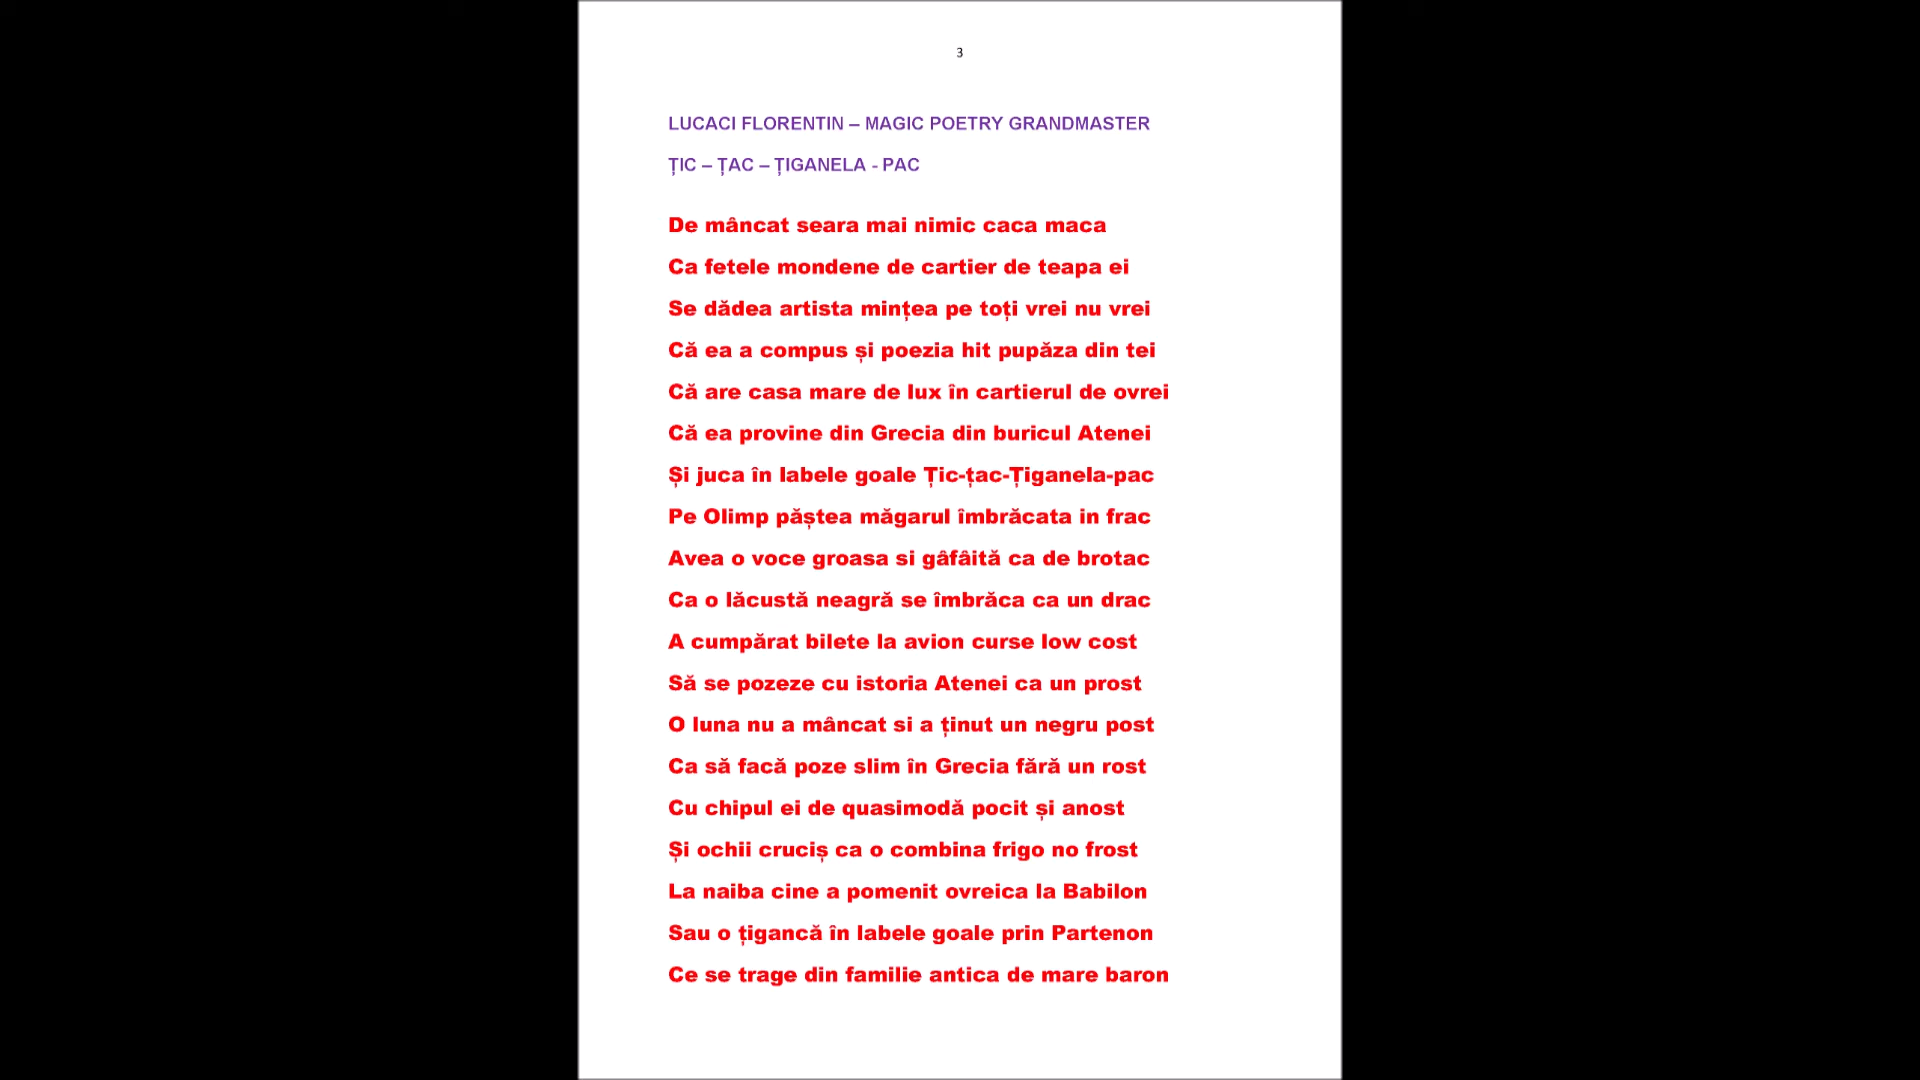 3
LUCACI FLORENTIN – MAGIC POETRY GRANDMASTER
ȚIC – ȚAC – ȚIGANELA - PAC
De mâncat seara mai nimic caca maca
Ca fetele mondene de cartier de teapa ei
Se dădea artista mințea pe toți vrei nu vrei
Că ea a compus și poezia hit pupăza din tei
Că are casa mare de lux în cartierul de ovrei
Că ea provine din Grecia din buricul Atenei
Și juca în labele goale Țic-țac-Țiganela-pac
Pe Olimp păștea măgarul îmbrăcata in frac
Avea o voce groasa si gâfâită ca de brotac
Ca o lăcustă neagră se îmbrăca ca un drac
A cumpărat bilete la avion curse low cost
Să se pozeze cu istoria Atenei ca un prost
O luna nu a mâncat si a ținut un negru post
Ca să facă poze slim în Grecia fără un rost
Cu chipul ei de quasimodă pocit și anost
Și ochii cruciș ca o combina frigo no frost
La naiba cine a pomenit ovreica la Babilon
Sau o țigancă în labele goale prin Partenon
Ce se trage din familie antica de mare baron